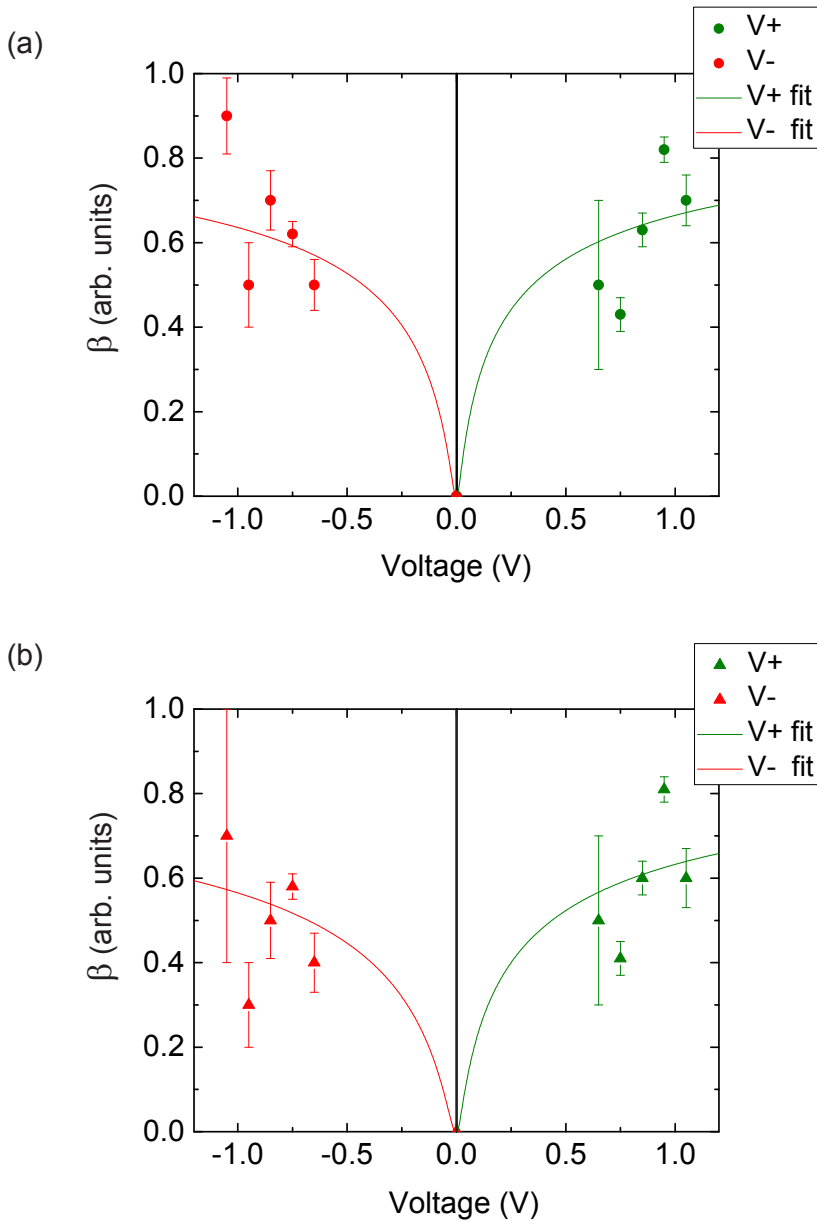 (a)
V+
V-
V+ fit
V- fit
1.0
0.8
0.6
0.4
0.2
0.0
β (arb. units)
-1.0 -0.5 0.0 0.5 1.0
Voltage (V)
(b)
V+
V-
V+ fit
V- fit
1.0
0.8
0.6
0.4
0.2
0.0
β (arb. units)
-1.0 -0.5 0.0 0.5 1.0
Voltage (V)